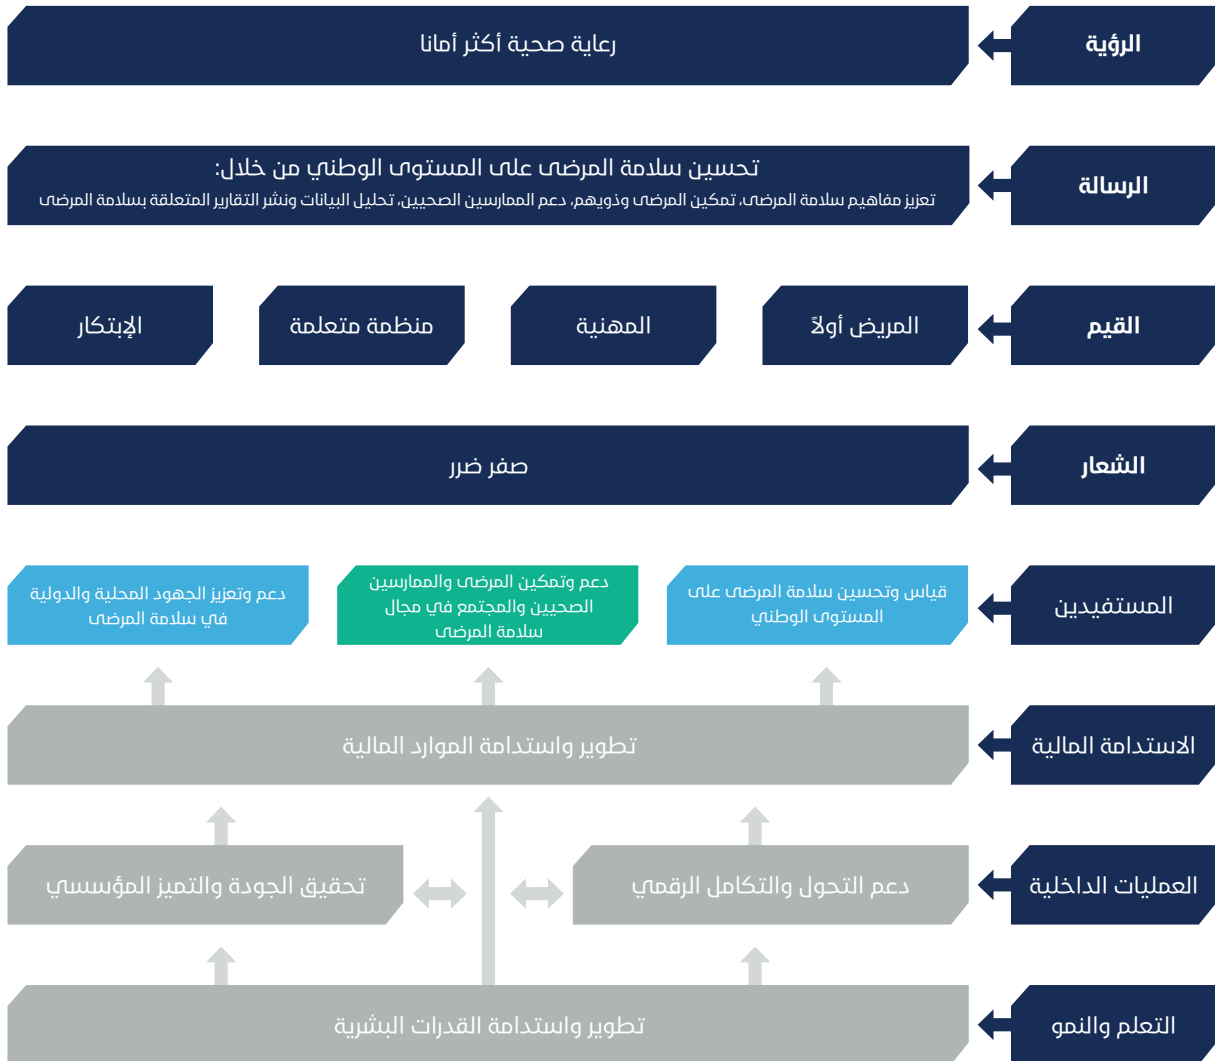 الرؤية
رعاية صحية أكثر أمانا
الرسالة
تحسين سلامة المرضى على المستوى الوطني من خلال:
تعزيز مفاهيم سلامة المرضى، تمكين المرضى وذويهم، دعم الممارسين الصحيين، تحليل البيانات ونشر التقارير المتعلقة بسلامة المرضى
القيم
المريض أولاً
المهنية
منظمة متعلمة
الإبتكار
الشعار
صفر ضرر
المستفيدين
قياس وتحسين سلامة المرضى على
المستوى الوطني
دعم وتمكين المرضى والممارسين
الصحيين والمجتمع في مجال
سلامة المرضى
دعم وتعزيز الجهود المحلية والدولية
في سلامة المرضى
الاستدامة المالية
تطوير واستدامة الموارد المالية
العمليات الداخلية
دعم التحول والتكامل الرقمي
تحقيق الجودة والتميز المؤسسي
التعلم والنمو
تطوير واستدامة القدرات البشرية